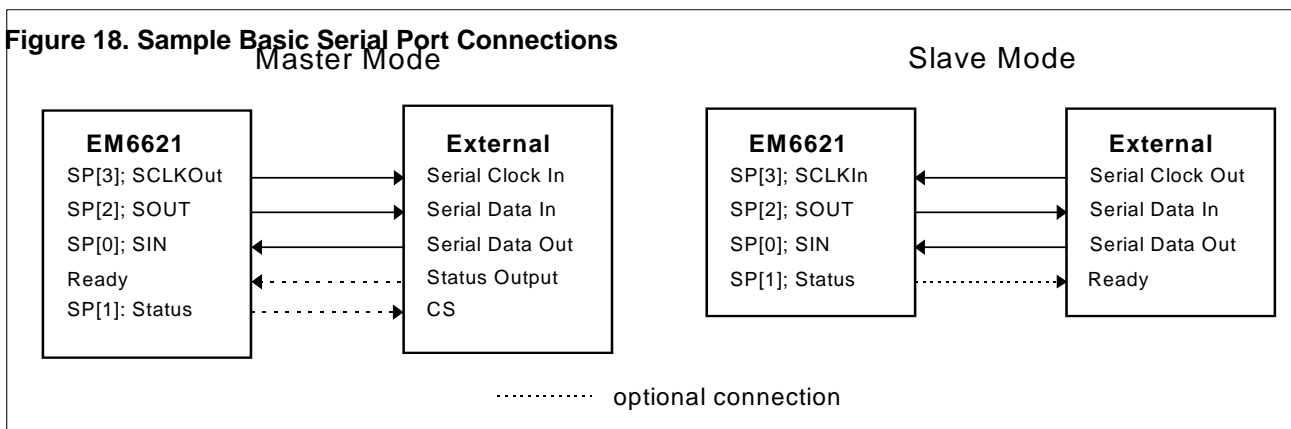 Figure 18. Sample Basic Serial Port Connections
Master Mode
EM6621
SP[3]; SCLKOut
SP[2]; SOUT
SP[0]; SIN
Ready
SP[1]: Status
External
Serial Clock In
Serial Data In
Serial Data Out
Status Output
CS
Slave Mode
EM6621
SP[3]; SCLKIn
SP[2]; SOUT
SP[0]; SIN
SP[1]; Status
External
Serial Clock Out
Serial Data In
Serial Data Out
Ready
optional connection